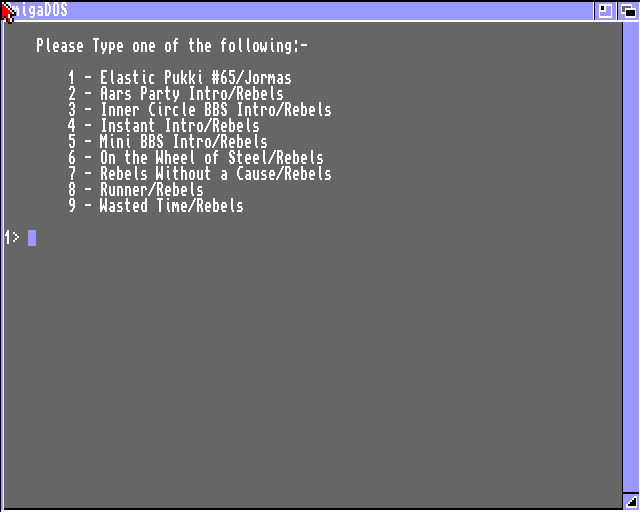 AmigaDOS
Please Type one of the following:-
1 - Elastic Pukki #65/Jormas
2 - Aars Party Intro/Rebels
3 - Inner Circle BBS Intro/Rebels
4 - Instant Intro/Rebels
5 - Mini BBS Intro/Rebels
6 - On the Wheel of Steel/Rebels
7 - Rebels Without a Cause/Rebels
8 - Runner/Rebels
9 - Wasted Time/Rebels
1>